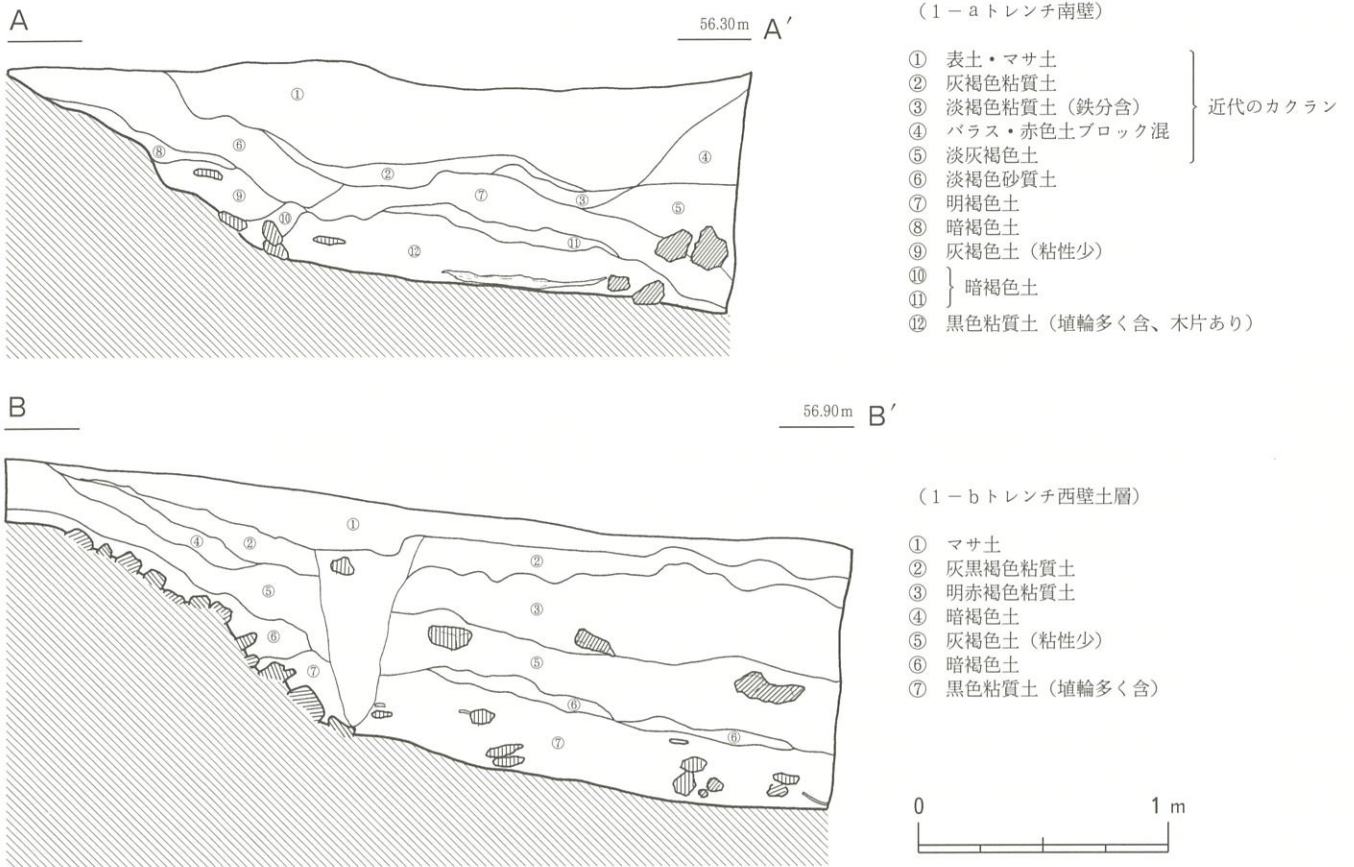 A
56.30m A′
①
②
③
④
⑤
⑥
⑦
⑧
⑨
⑩
⑪
⑫
(1－aトレンチ南壁)
① 表土・マサ土
② 灰褐色粘質土
③ 淡褐色粘質土(鉄分含)
④ バラス・赤色土ブロック混
⑤ 淡灰褐色土
近代のカクラン
⑥ 淡褐色砂質土
⑦ 明褐色土
⑧ 暗褐色土
⑨ 灰褐色土(粘性少)
⑩
⑪
暗褐色土
⑫ 黒色粘質土(埴輪多く含、木片あり)
B
56.90m B′
①
②
④
⑤
⑥
⑦
②
③
⑤
⑥
⑥
⑦
(1－bトレンチ西壁土層)
① マサ土
② 灰黒褐色粘質土
③ 明赤褐色粘質土
④ 暗褐色土
⑤ 灰褐色土(粘性少)
⑥ 暗褐色土
⑦ 黒色粘質土(埴輪多く含)
0 1 m